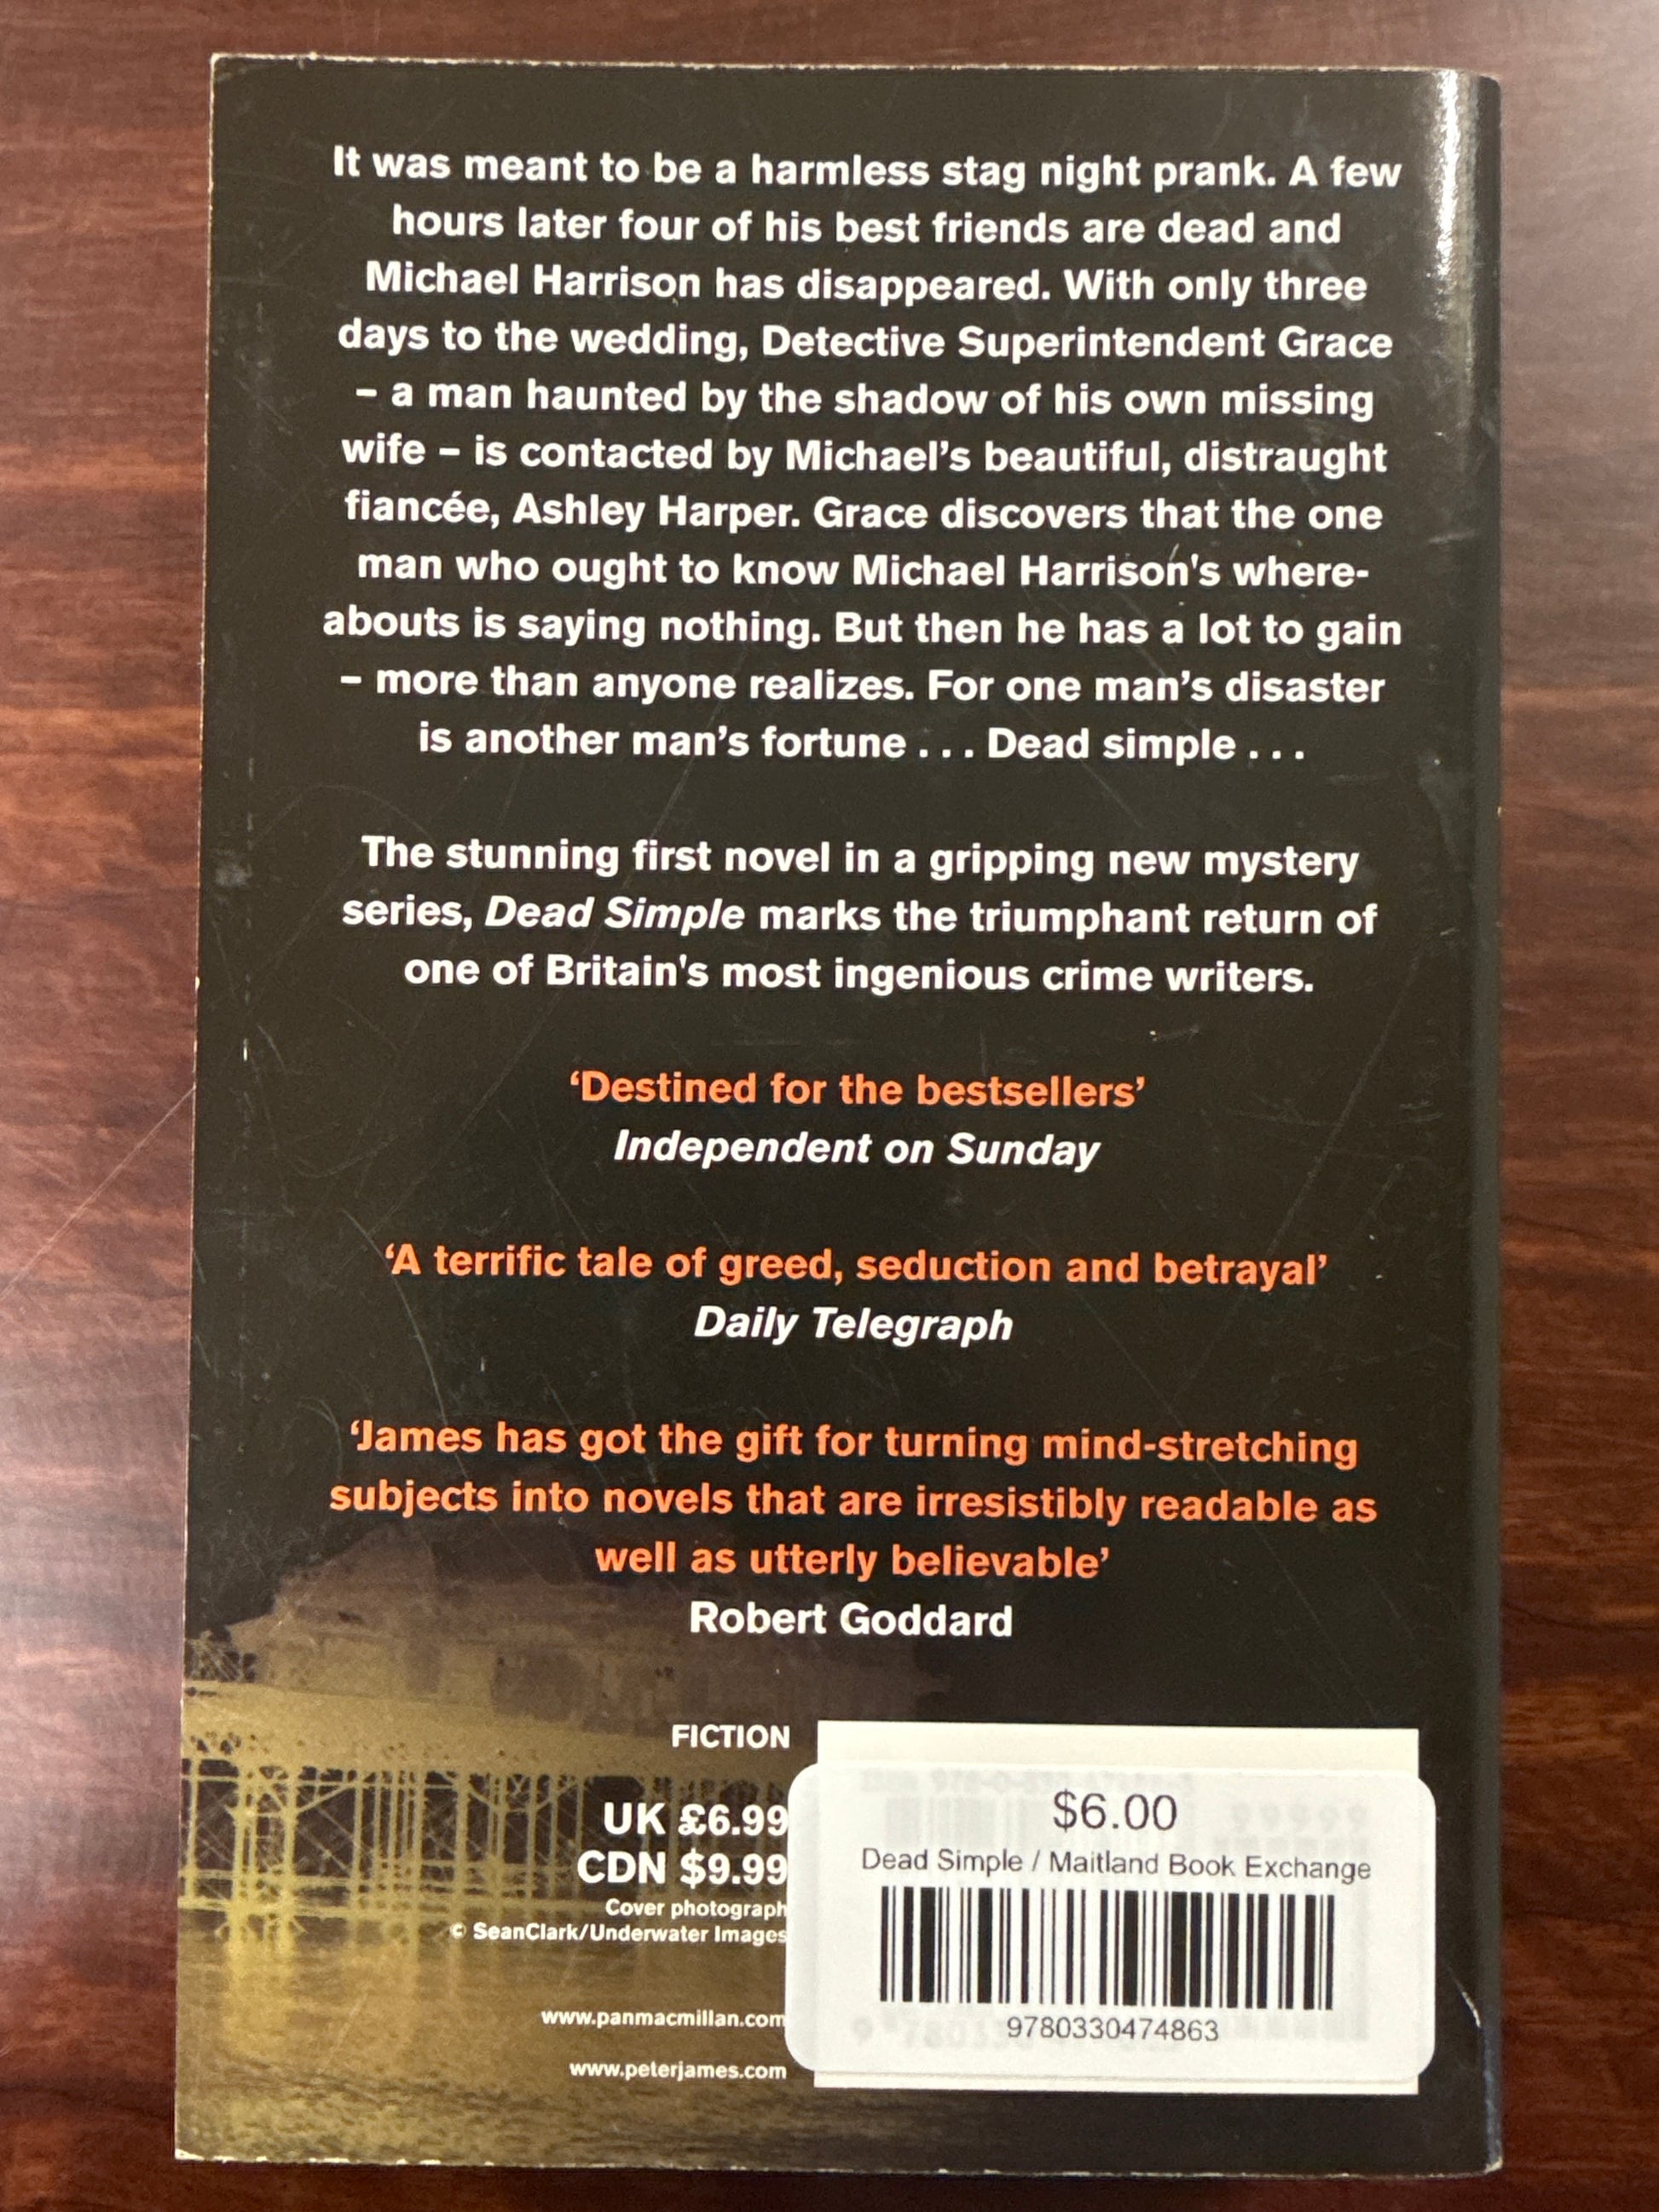 It was meant to be a harmless stag night prank. A few
hours later four of his best friends are dead and
Michael Harrison has disappeared. With only three
days to the wedding, Detective Superintendent Grace
– a man haunted by the shadow of his own missing
wife – is contacted by Michael’s beautiful, distraught
fiancée, Ashley Harper. Grace discovers that the one
man who ought to know Michael Harrison's where-
abouts is saying nothing. But then he has a lot to gain
– more than anyone realizes. For one man’s disaster
is another man’s fortune . . . Dead simple . . .
The stunning first novel in a gripping new mystery
series, Dead Simple marks the triumphant return of
one of Britain's most ingenious crime writers.
‘Destined for the bestsellers’
Independent on Sunday
‘A terrific tale of greed, seduction and betrayal’
Daily Telegraph
‘James has got the gift for turning mind-stretching
subjects into novels that are irresistibly readable as
well as utterly believable’
Robert Goddard
FICTION
UK £6.99
CDN $9.99
Cover photograph
© SeanClark/Underwater Images
www.panmacmillan.com
www.peterjames.com
$6.00
Dead Simple / Maitland Book Exchange
9780330474863